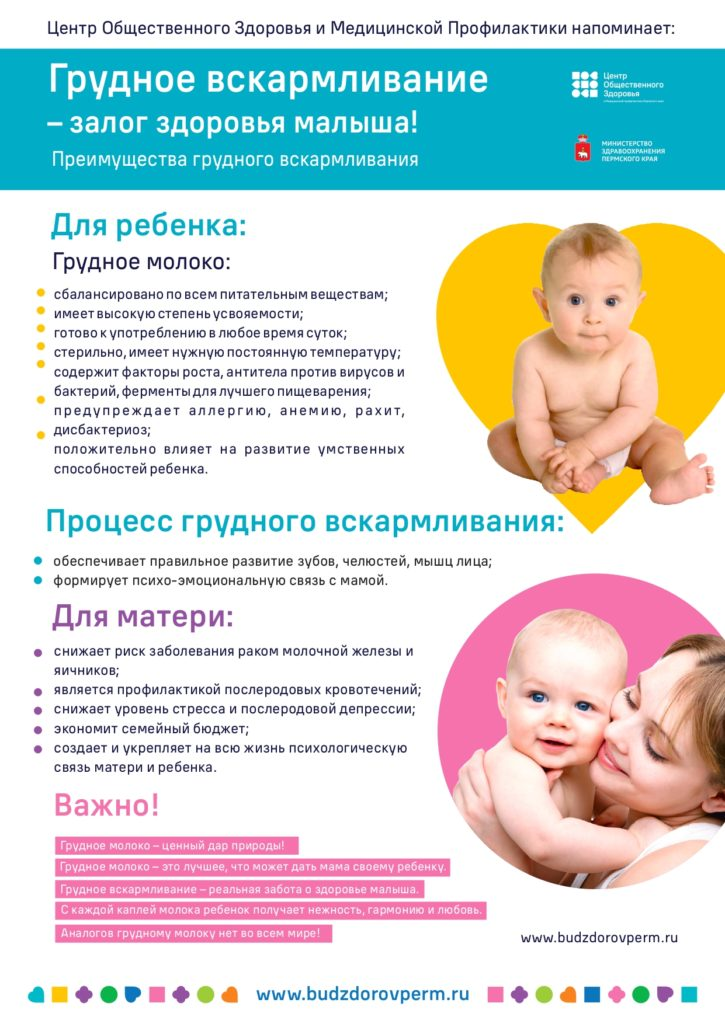 Центр Общественного Здоровья и Медицинской Профилактики напоминает:
Грудное вскармливание
– залог здоровья малыша!
Преимущества грудного вскармливания
Центр
Общественного
Здоровья
МИНИСТЕРСТВО
ЗДРАВООХРАНЕНИЯ
ПЕРМСКОГО КРАЯ
Для ребенка:
Грудное молоко:
сбалансировано по всем питательным веществам;
имеет высокую степень усвояемости;
готово к употреблению в любое время суток;
стерильно, имеет нужную постоянную температуру;
содержит факторы роста, антитела против вирусов и
бактерий, ферменты для лучшего пищеварения;
предупреждает аллергию, анемию, рахит,
дисбактериоз;
положительно влияет на развитие умственных
способностей ребенка.
Процесс грудного вскармливания:
обеспечивает правильное развитие зубов, челюстей, мышц лица;
формирует психо-эмоциональную связь с мамой.
Для матери:
снижает риск заболевания раком молочной железы и
яичников;
является профилактикой послеродовых кровотечений;
снижает уровень стресса и послеродовой депрессии;
экономит семейный бюджет;
создает и укрепляет на всю жизнь психологическую
связь матери и ребенка.
Важно!
Грудное молоко – ценный дар природы!
Грудное молоко – это лучшее, что может дать мама своему ребенку.
Грудное вскармливание – реальная забота о здоровье малыша.
С каждой каплей молока ребенок получает нежность, гармонию и любовь.
Аналогов грудному молоку нет во всем мире!
www.budzdorovperm.ru
www.budzdorovperm.ru